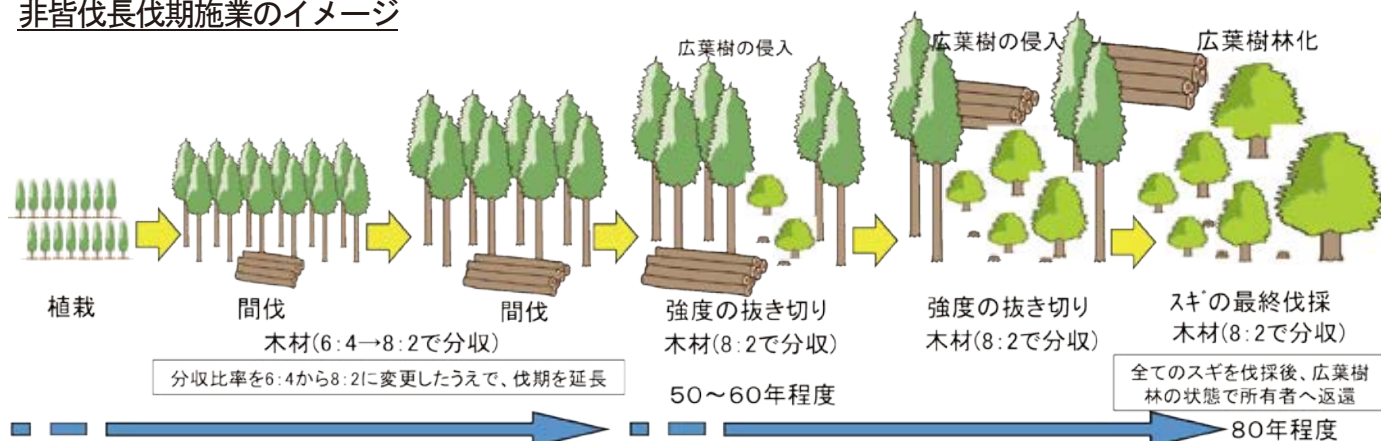 非皆伐長伐期施業のイメージ
広葉樹の侵入
広葉樹の侵入
広葉樹林化
植栽
間伐
間伐
強度の抜き切り
強度の抜き切り
スギの最終伐採
木材(6:4→8:2で分収)
木材(8:2で分収)
木材(8:2で分収)
木材(8:2で分収)
分収比率を6:4から8:2に変更したうえで、伐期を延長
全てのスギを伐採後、広葉樹
林の状態で所有者へ返還
50～60年程度
80年程度